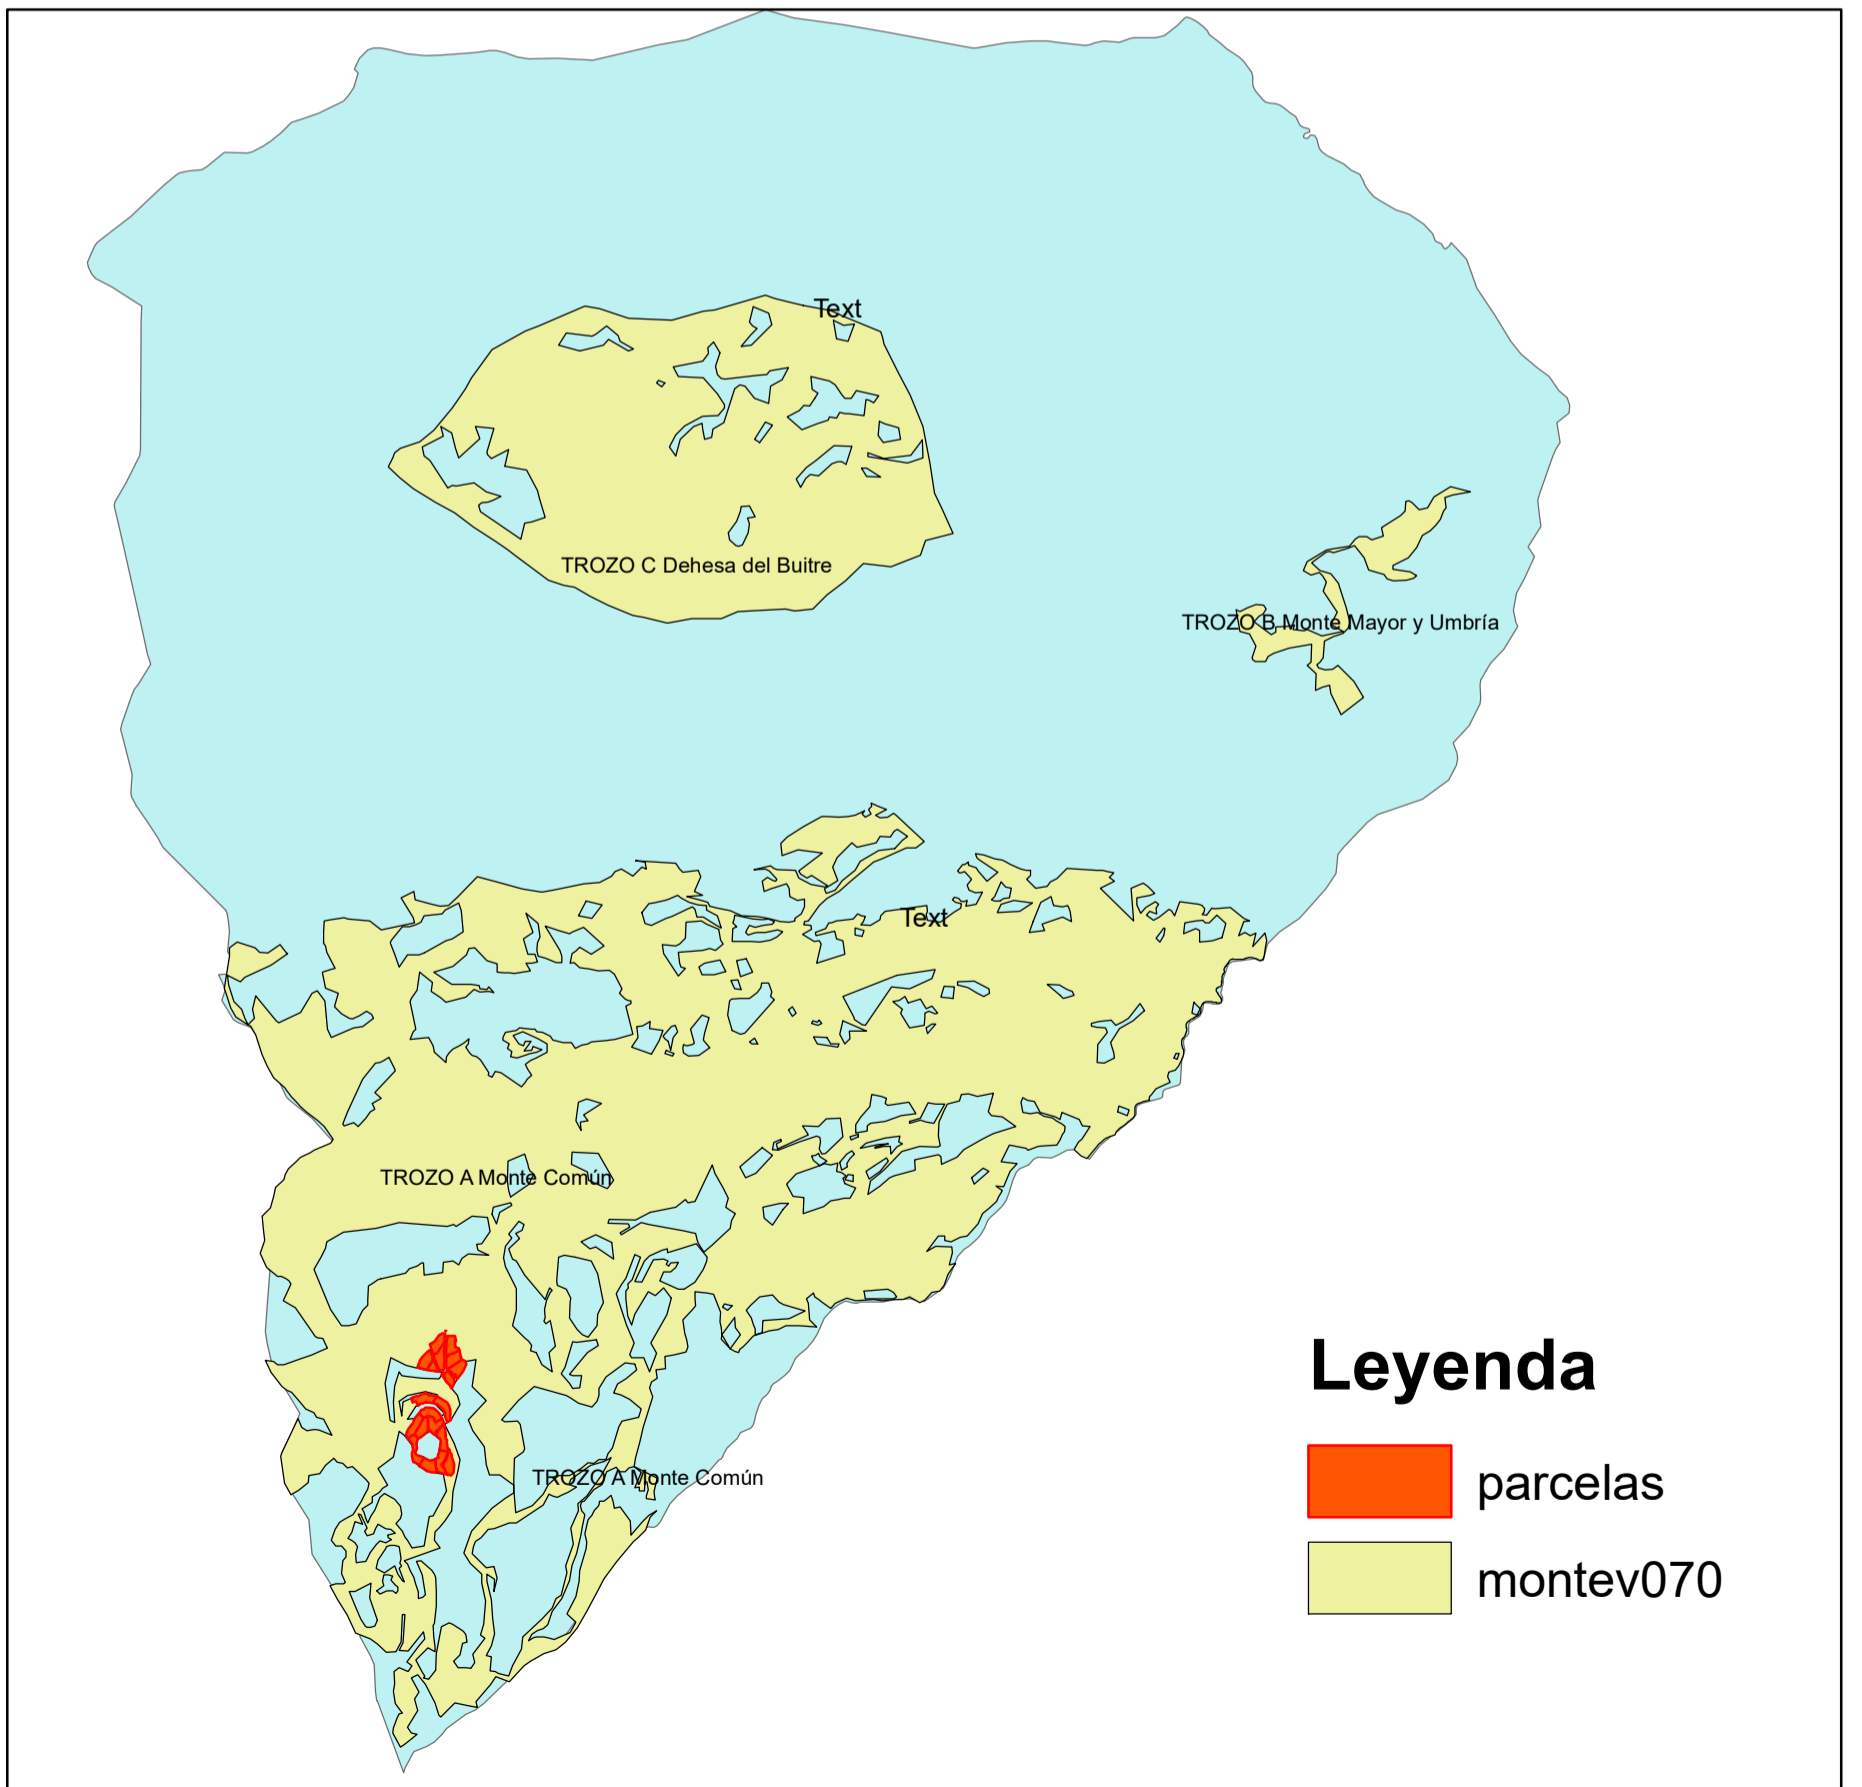 Text
TROZO C Dehesa del Buitre
TROZO B Monte Mayor y Umbría
Text
TROZO A Monte Común
TROZO A Monte Común
Leyenda
parcelas
montev070